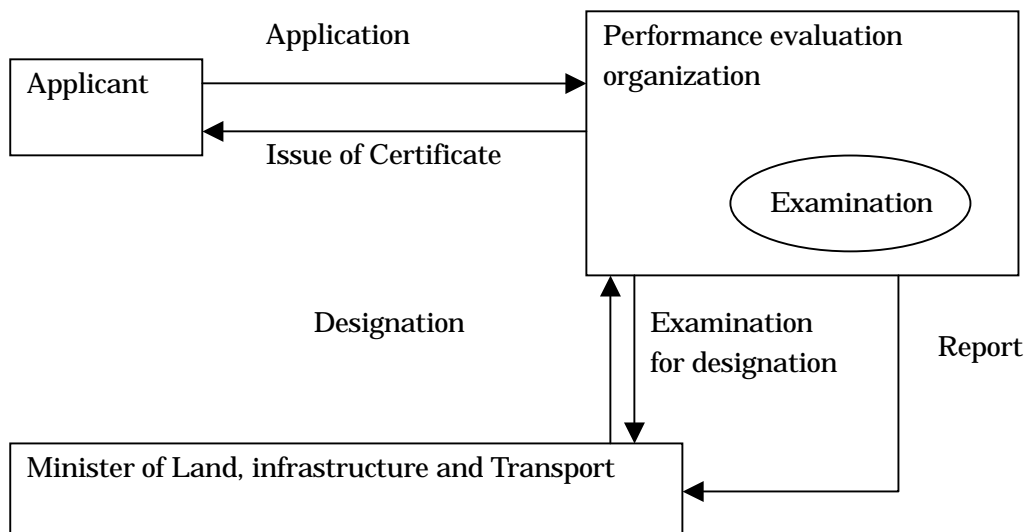 Application
Performance evaluation
organization
Applicant
Issue of Certificate
Examination
Designation
Examination
for designation
Report
Minister of Land, infrastructure and Transport